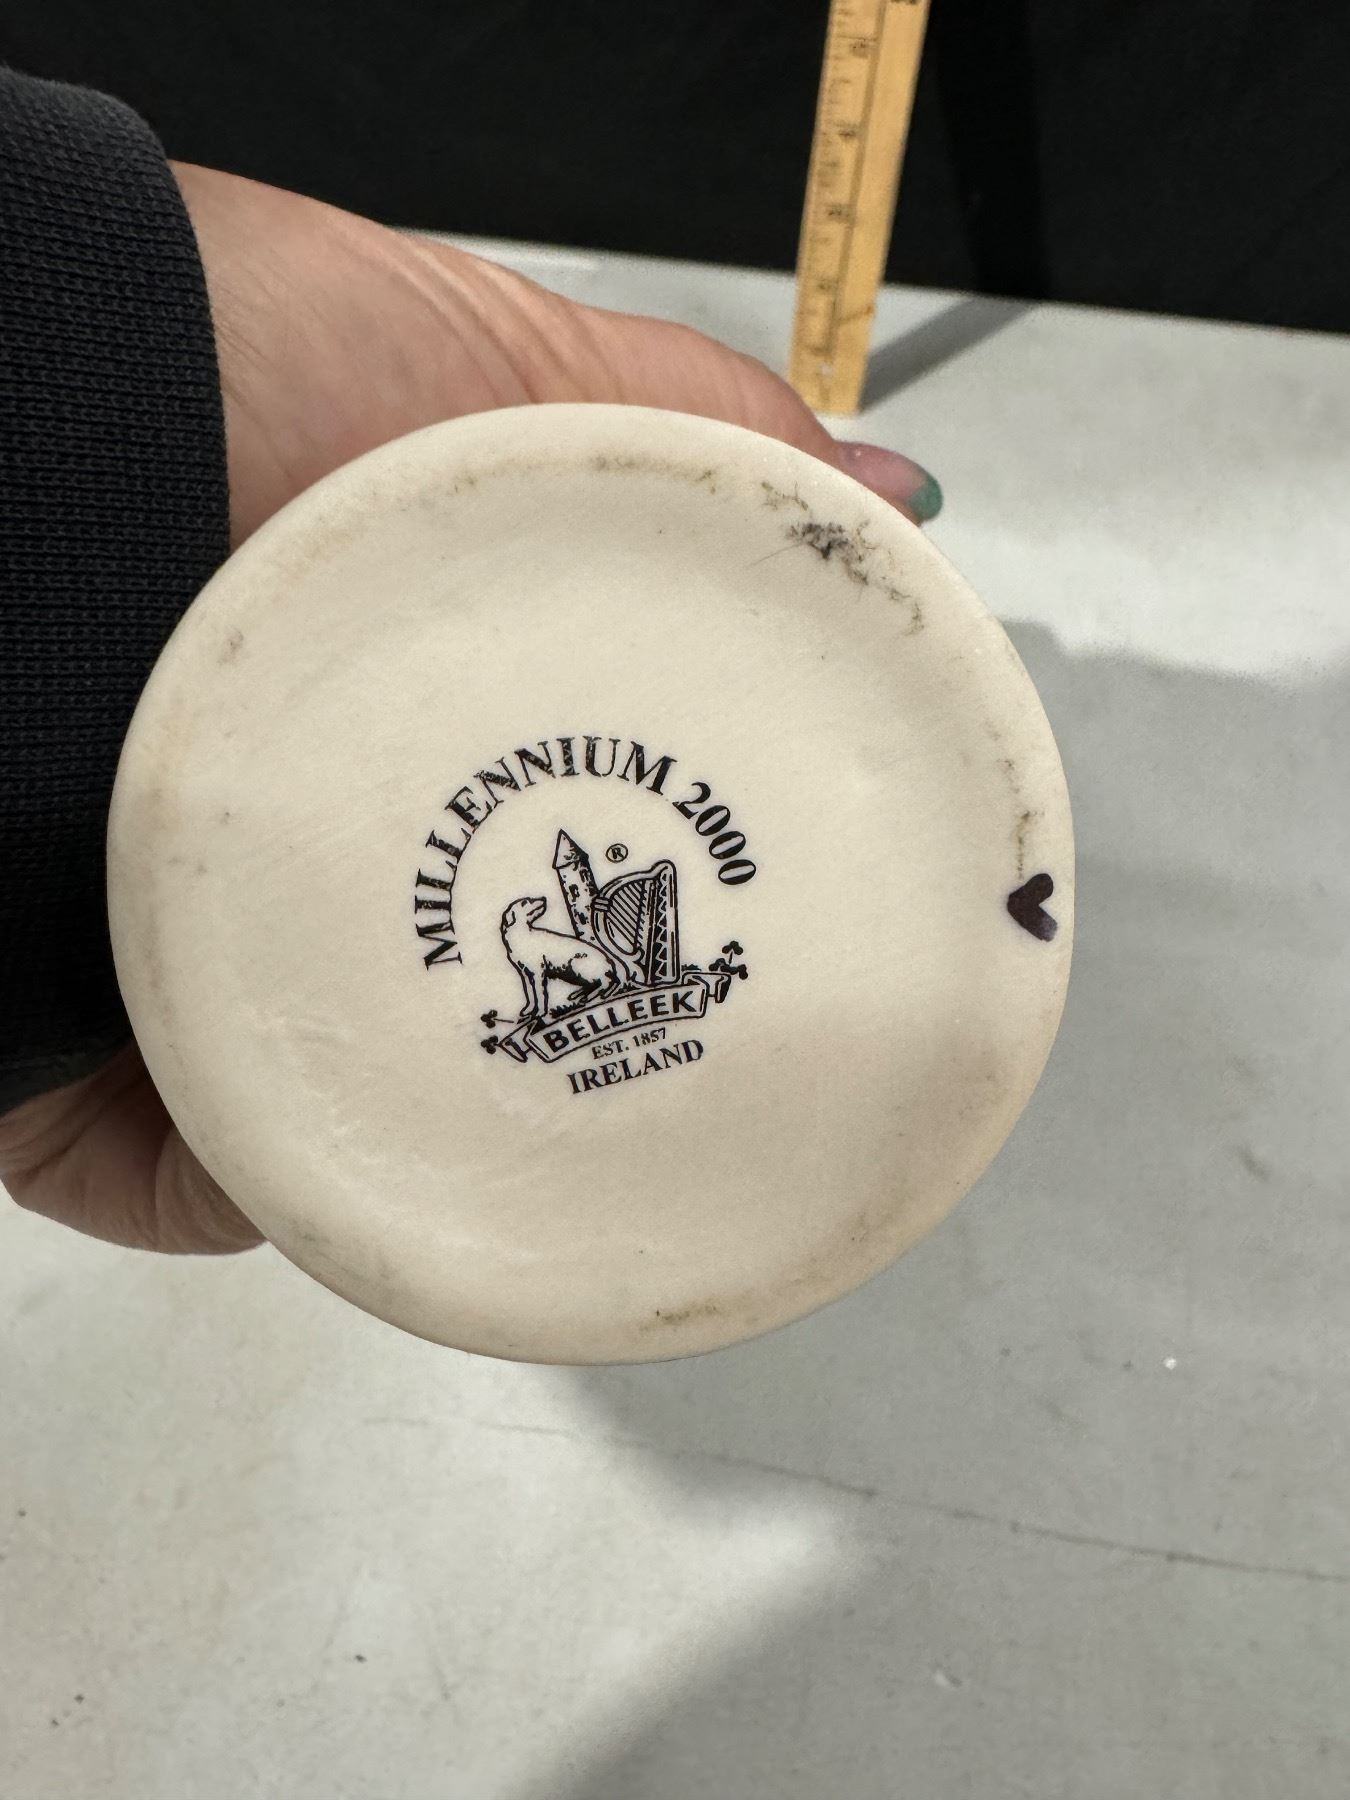 MILLENNIUM 2000
®
BELLEEK
EST. 1857
IRELAND